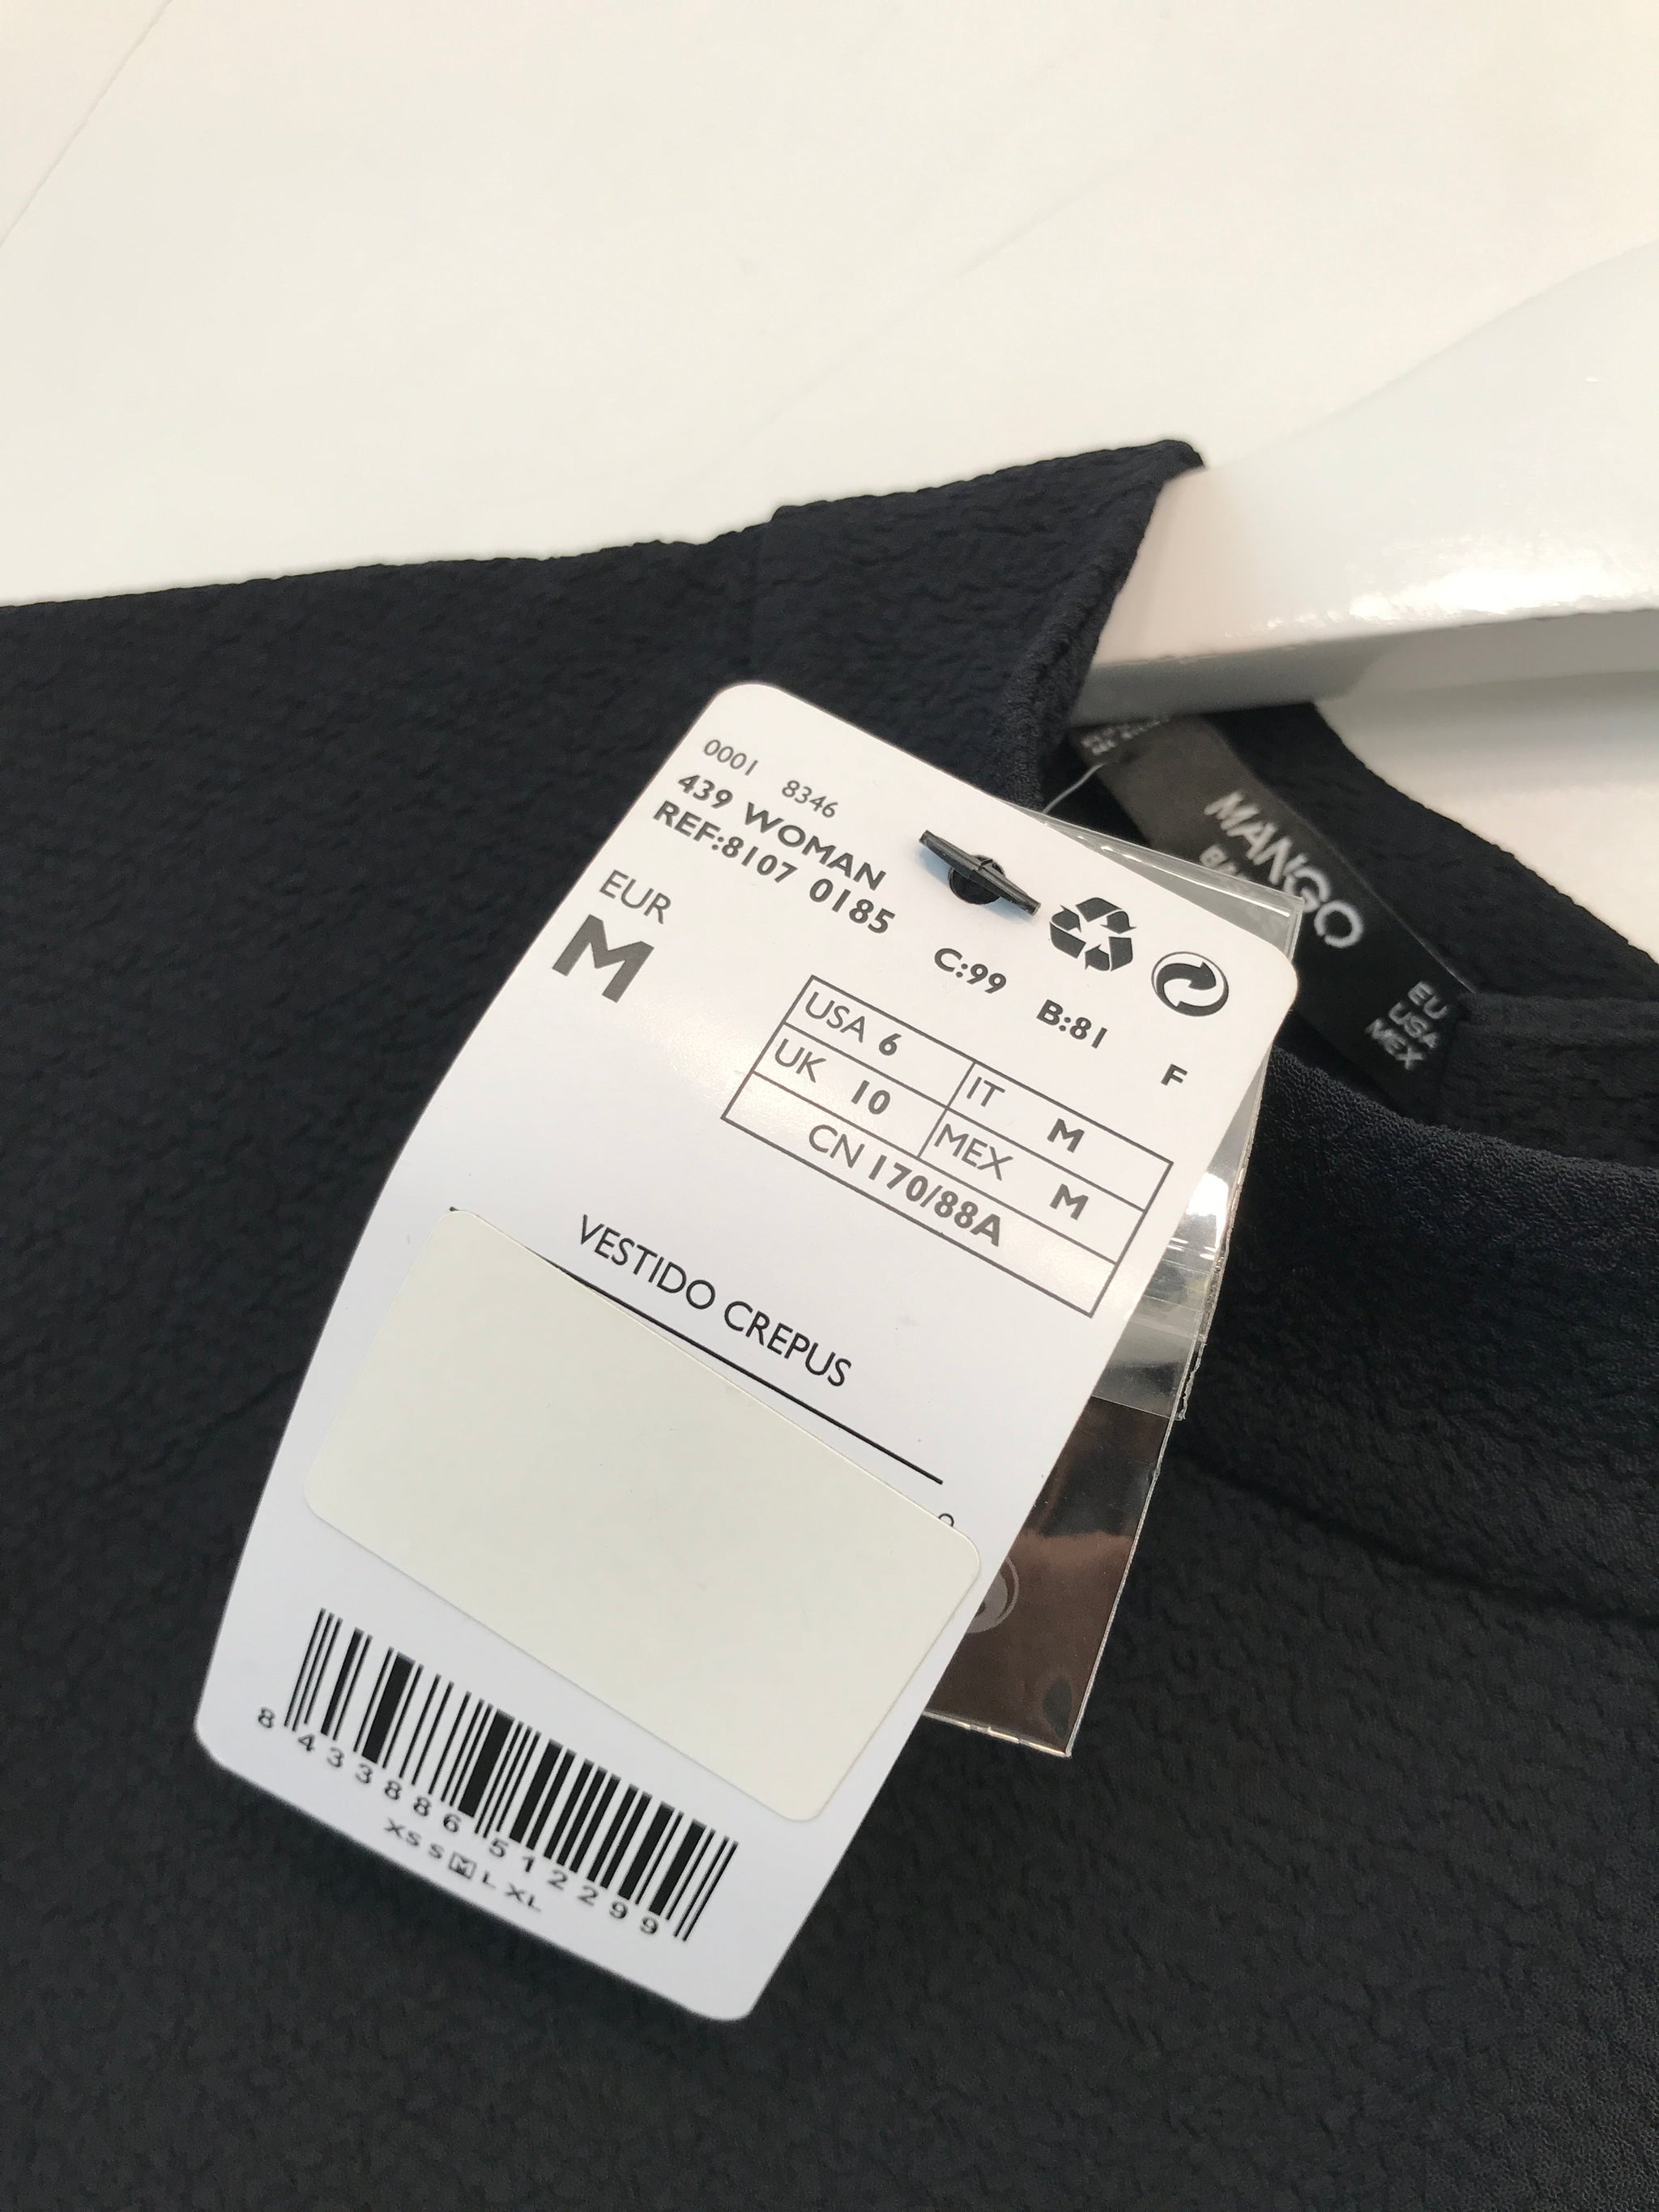 0001 8346
439 WOMAN
REF:8107 0185
C:99 B:81 F
EUR
M
USA 6 IT M
UK 10 MEX M
CN 170/88A
VESTIDO CREPUS
8 433886 512299
XS S M L XL
MANGO
EU
USA
MEX